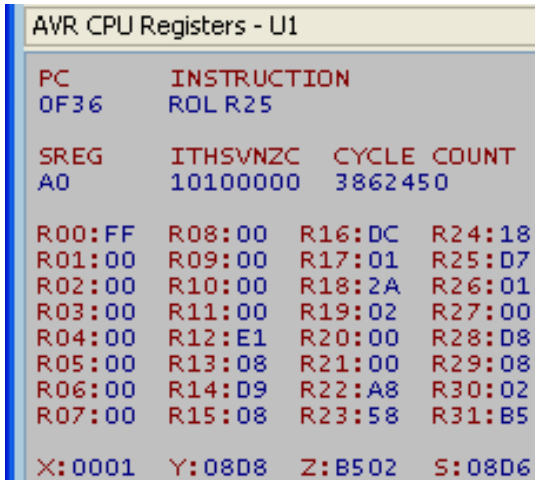 AVR CPU Registers - U1
PC INSTRUCTION
0F36 ROL R25
SREG ITHSVNZC CYCLE COUNT
A0 10100000 3862450
R00:FF R08:00 R16:DC R24:18
R01:00 R09:00 R17:01 R25:D7
R02:00 R10:00 R18:2A R26:01
R03:00 R11:00 R19:02 R27:00
R04:00 R12:E1 R20:00 R28:D8
R05:00 R13:08 R21:00 R29:08
R06:00 R14:D9 R22:A8 R30:02
R07:00 R15:08 R23:58 R31:B5
X:0001 Y:08D8 Z:B502 S:08D6